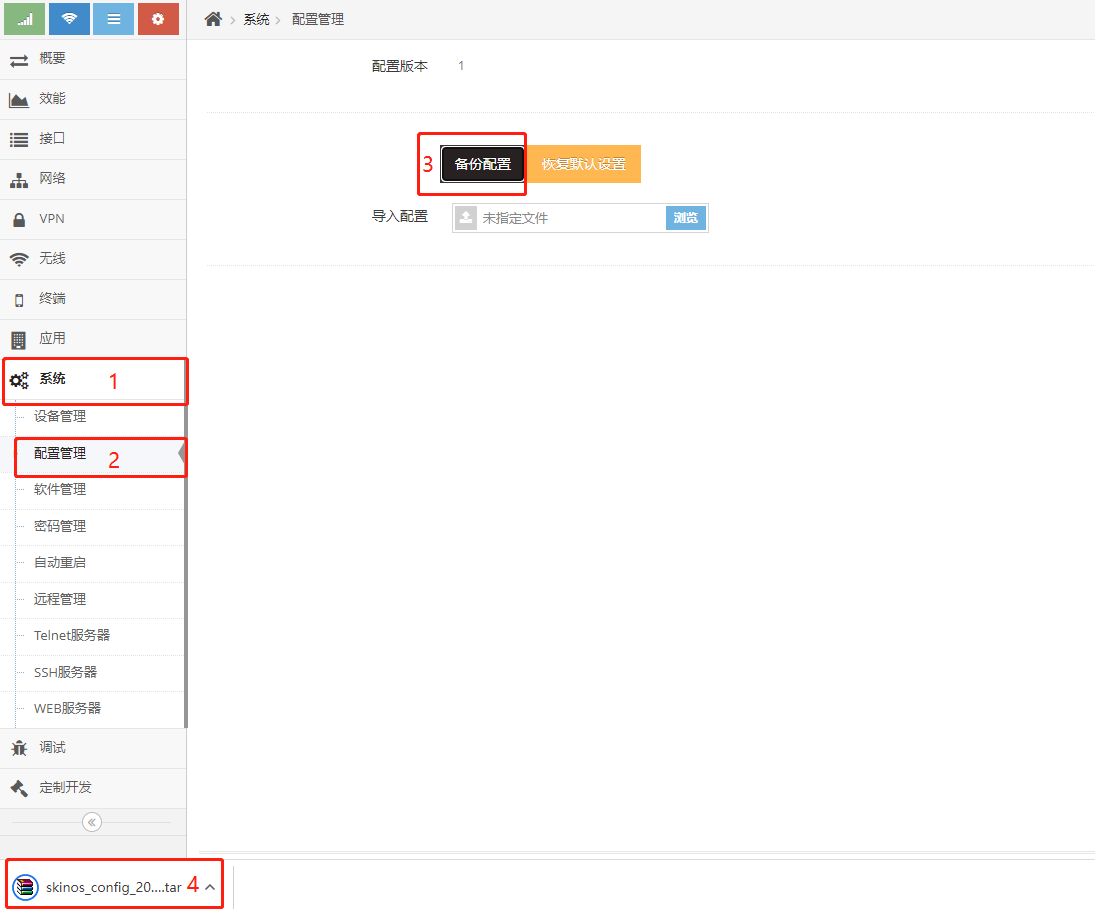 系统
配置管理
概要
效能
接口
网络
VPN
无线
终端
应用
系统 1
设备管理
配置管理 2
软件管理
密码管理
自动重启
远程管理
Telnet服务器
SSH服务器
WEB服务器
调试
定制开发
配置版本 1
3 备份配置 恢复默认设置
导入配置 未指定文件 浏览
skinos_config_20....tar 4